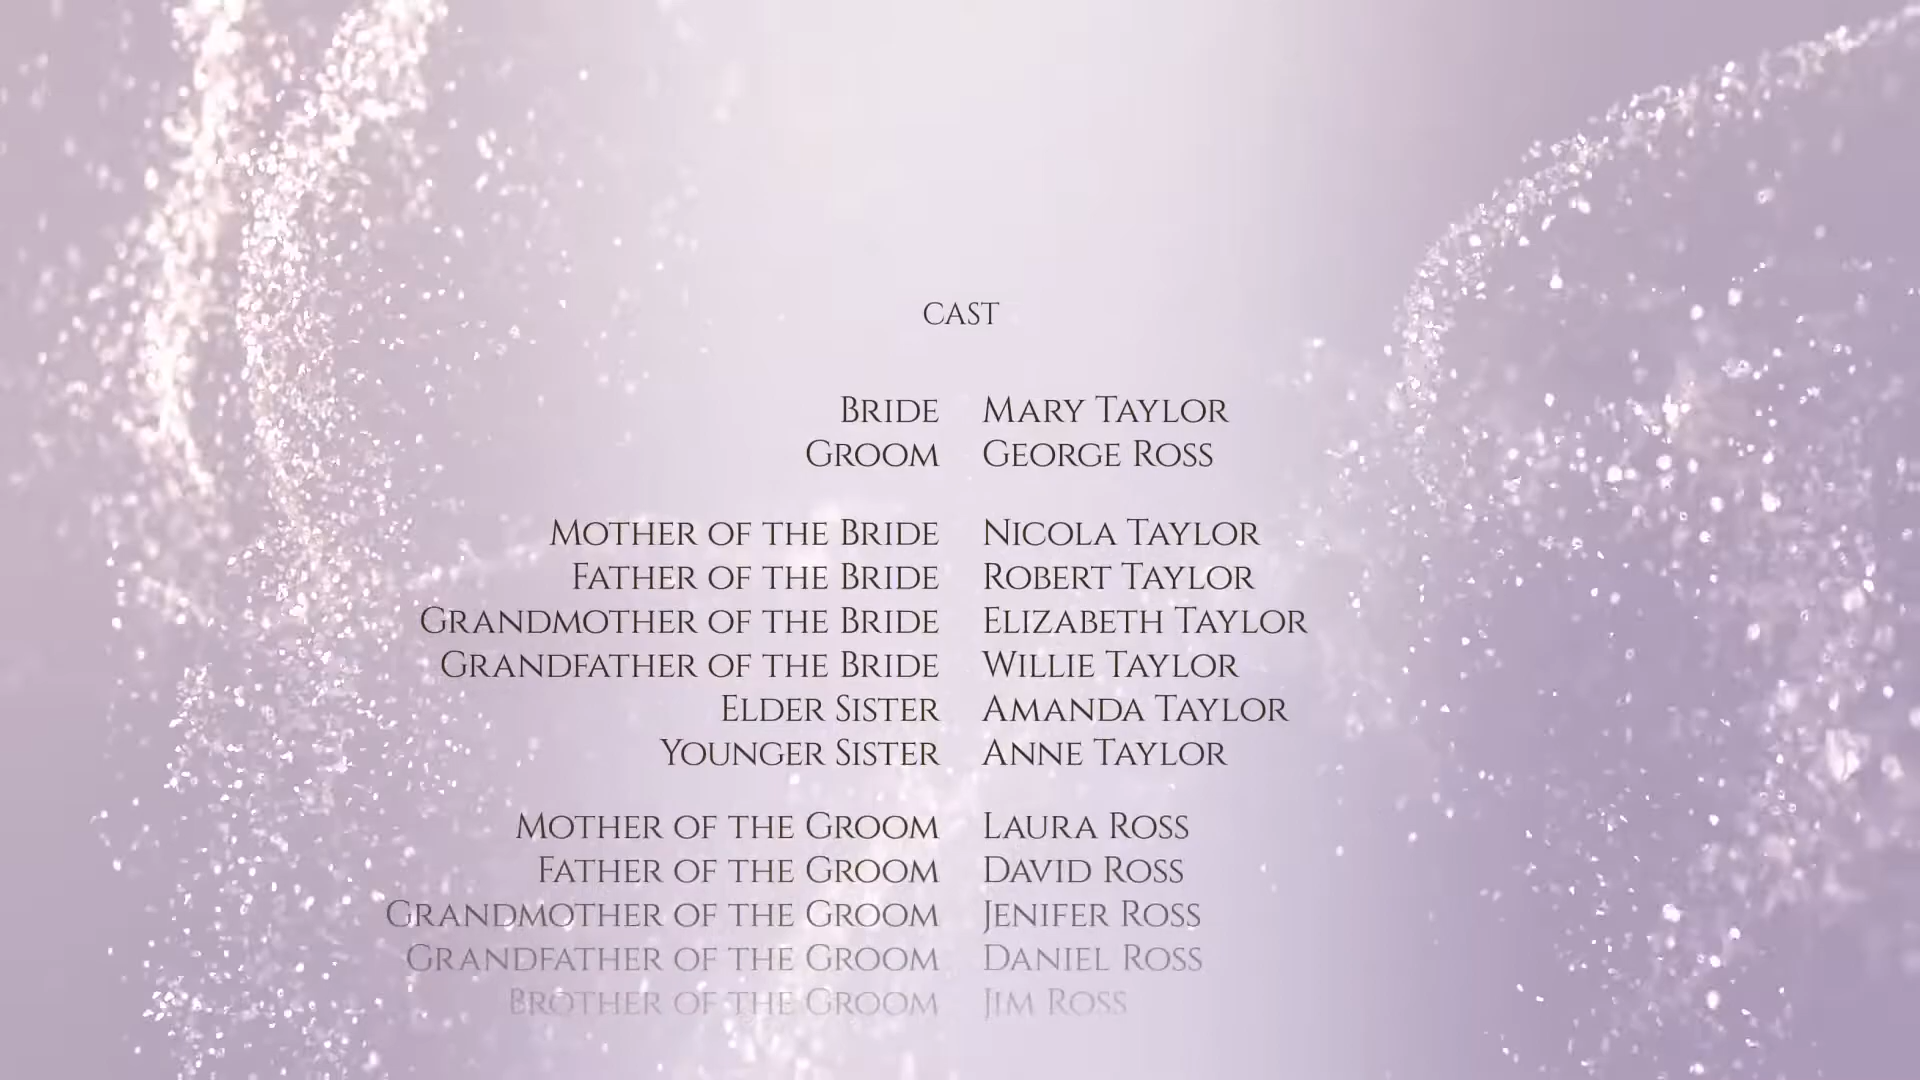 CAST
Bride Mary Taylor
Groom George Ross
Mother of the Bride Nicola Taylor
Father of the Bride Robert Taylor
Grandmother of the Bride Elizabeth Taylor
Grandfather of the Bride Willie Taylor
Elder Sister Amanda Taylor
Younger Sister Anne Taylor
Mother of the Groom Laura Ross
Father of the Groom David Ross
Grandmother of the Groom Jenifer Ross
Grandfather of the Groom Daniel Ross
Brother of the Groom Jim Ross